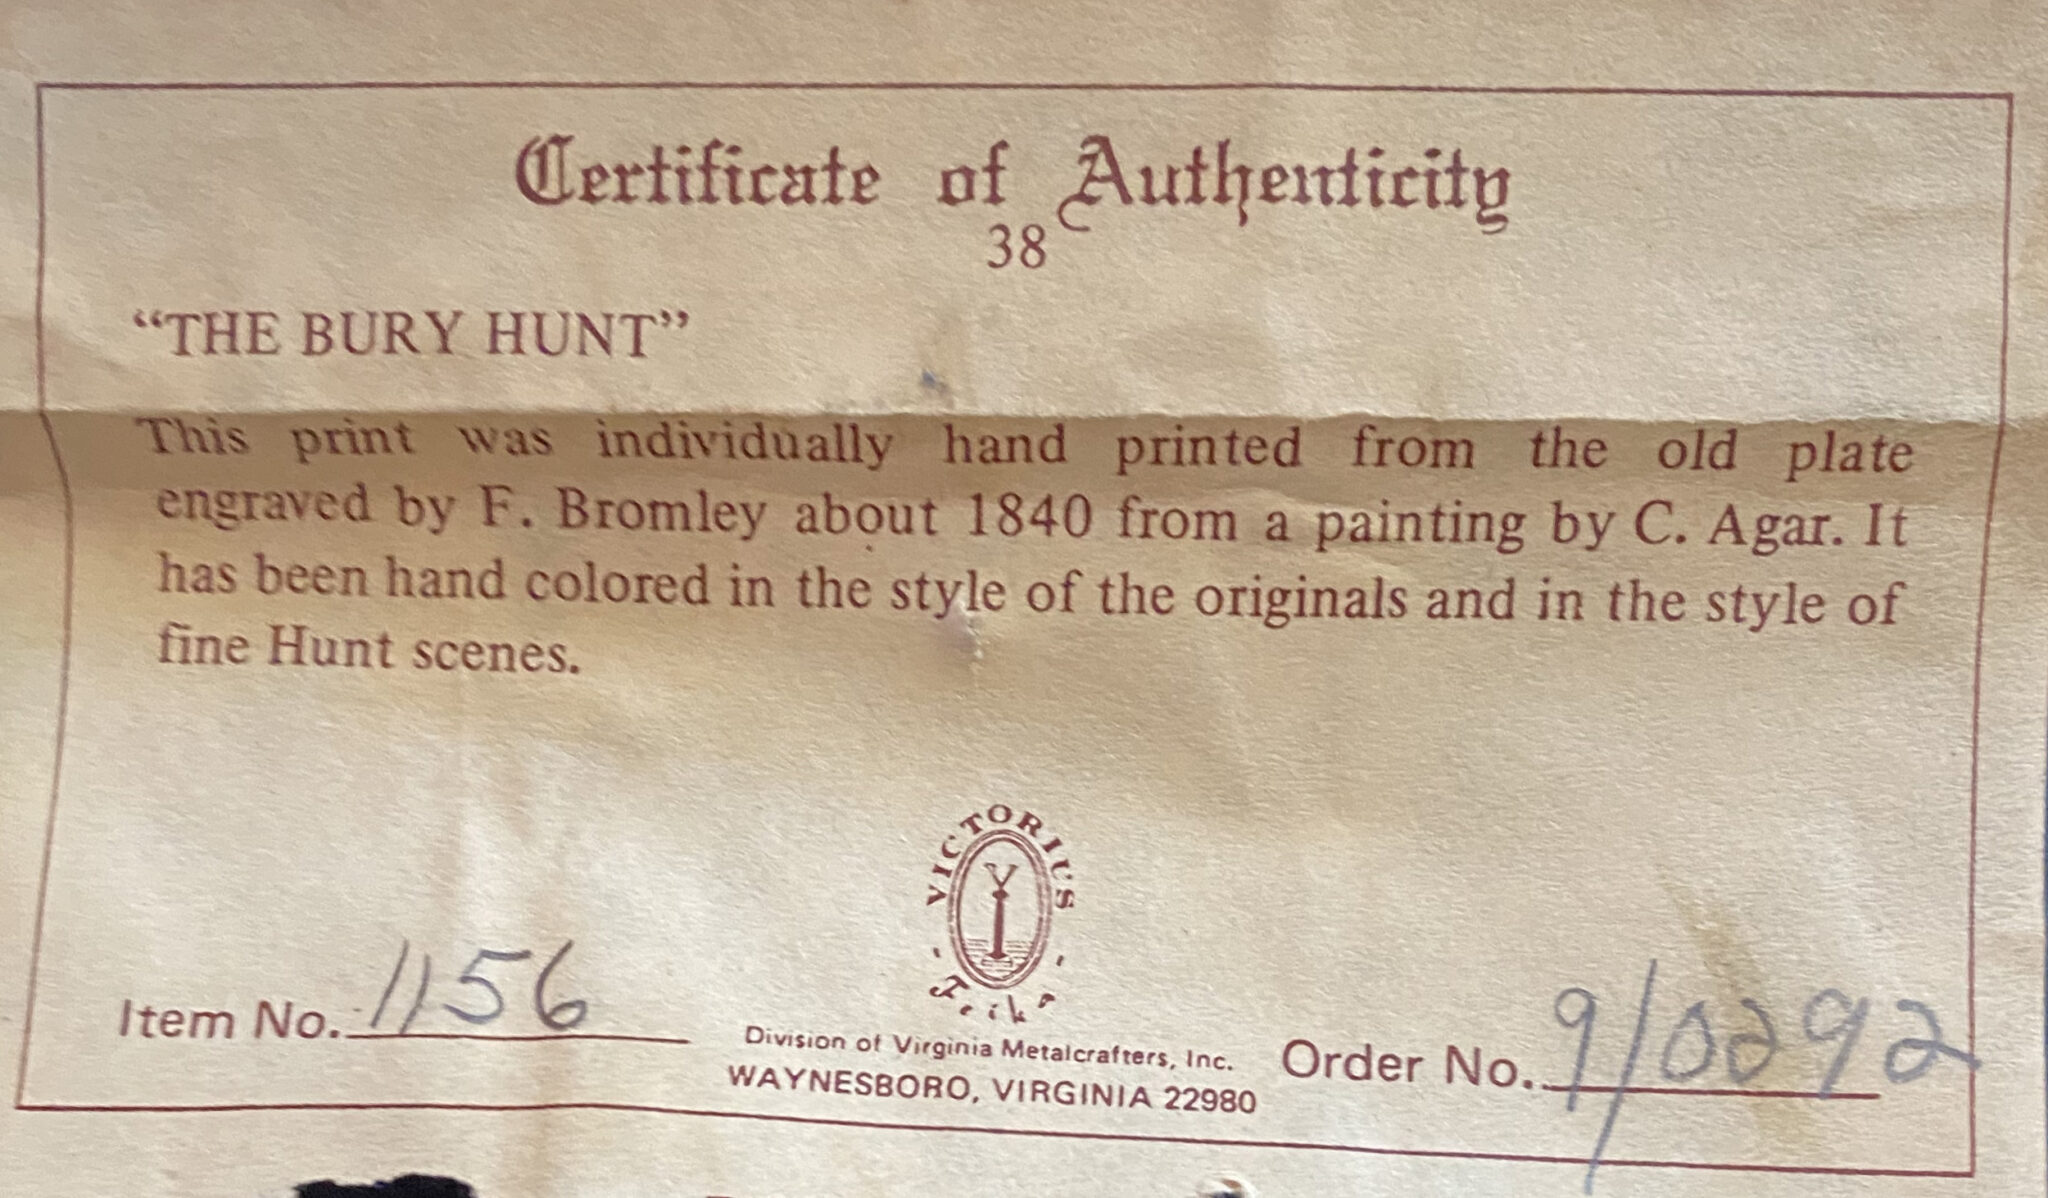 Certificate of Authenticity
38
“THE BURY HUNT”
This print was individually hand printed from the old plate
engraved by F. Bromley about 1840 from a painting by C. Agar. It
has been hand colored in the style of the originals and in the style of
fine Hunt scenes.
VICTORIUS
V
Item No. 1156
Division of Virginia Metalcrafters, Inc.
WAYNESBORO, VIRGINIA 22980
Order No. 9/0292